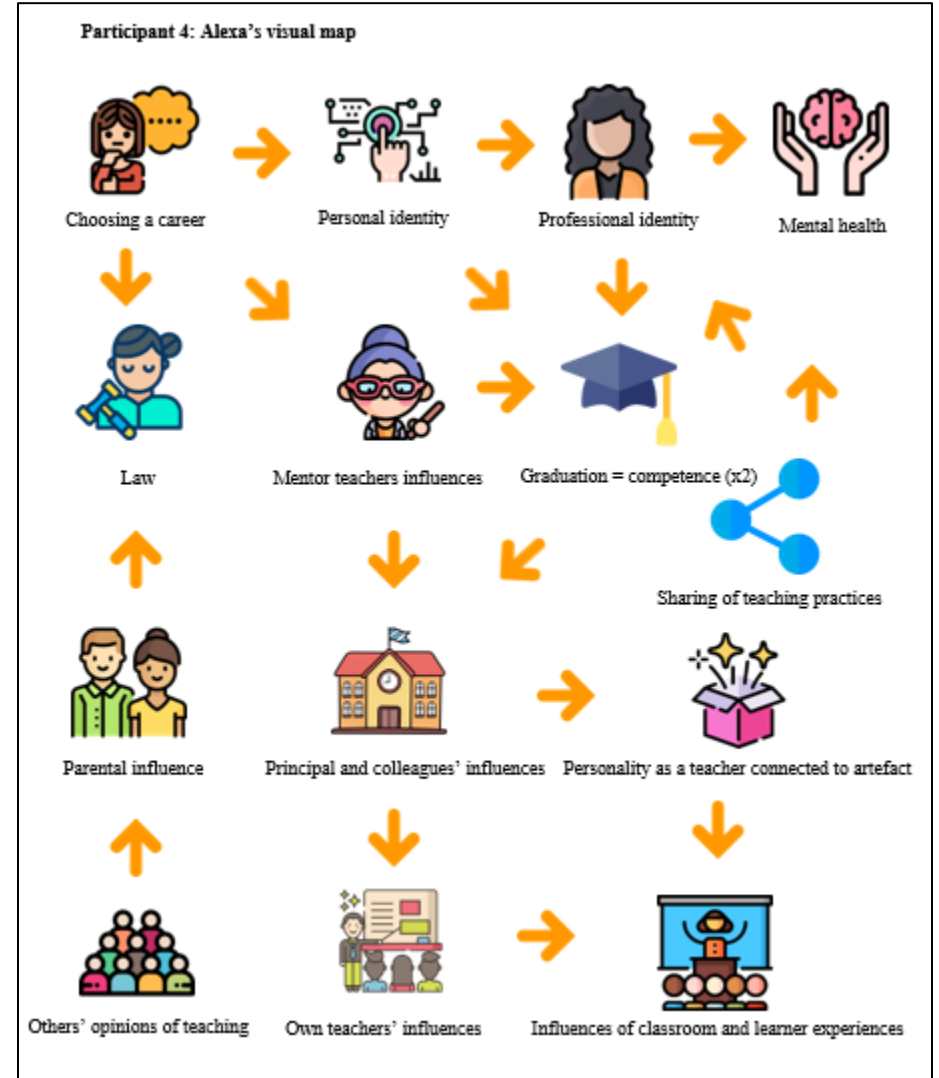 Participant 4: Alexa's visual map
Choosing a career
Personal identity
Professional identity
Mental health
Law
Mentor teachers influences
Graduation = competence (x2)
Sharing of teaching practices
Parental influence
Principal and colleagues' influences
Personality as a teacher connected to artefact
Others' opinions of teaching
Own teachers' influences
Influences of classroom and learner experiences